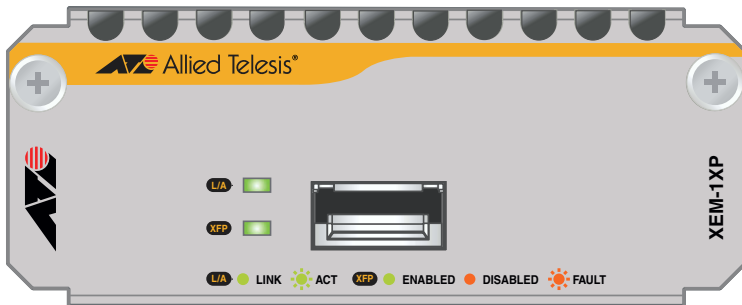 Allied Telesis®
L/A
XFP
XEM-1XP
L/A LINK ACT XFP ENABLED DISABLED FAULT